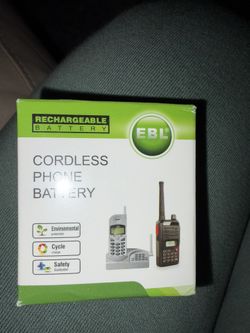 RECHARGEABLE
BATTERY
EBL
CORDLESS
PHONE
BATTERY
Environmental
Cycle
Safety